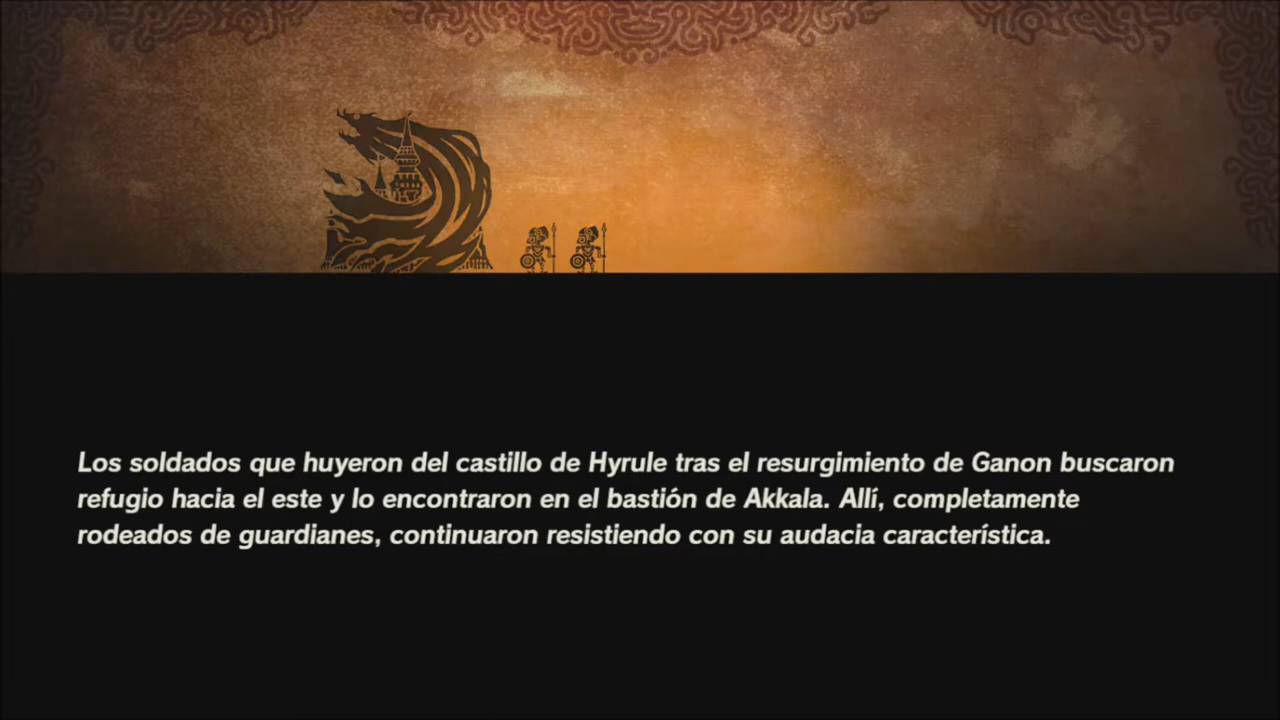 Los soldados que huyeron del castillo de Hyrule tras el resurgimiento de Ganon buscaron
refugio hacia el este y lo encontraron en el bastión de Akkala. Allí, completamente
rodeados de guardianes, continuaron resistiendo con su audacia característica.